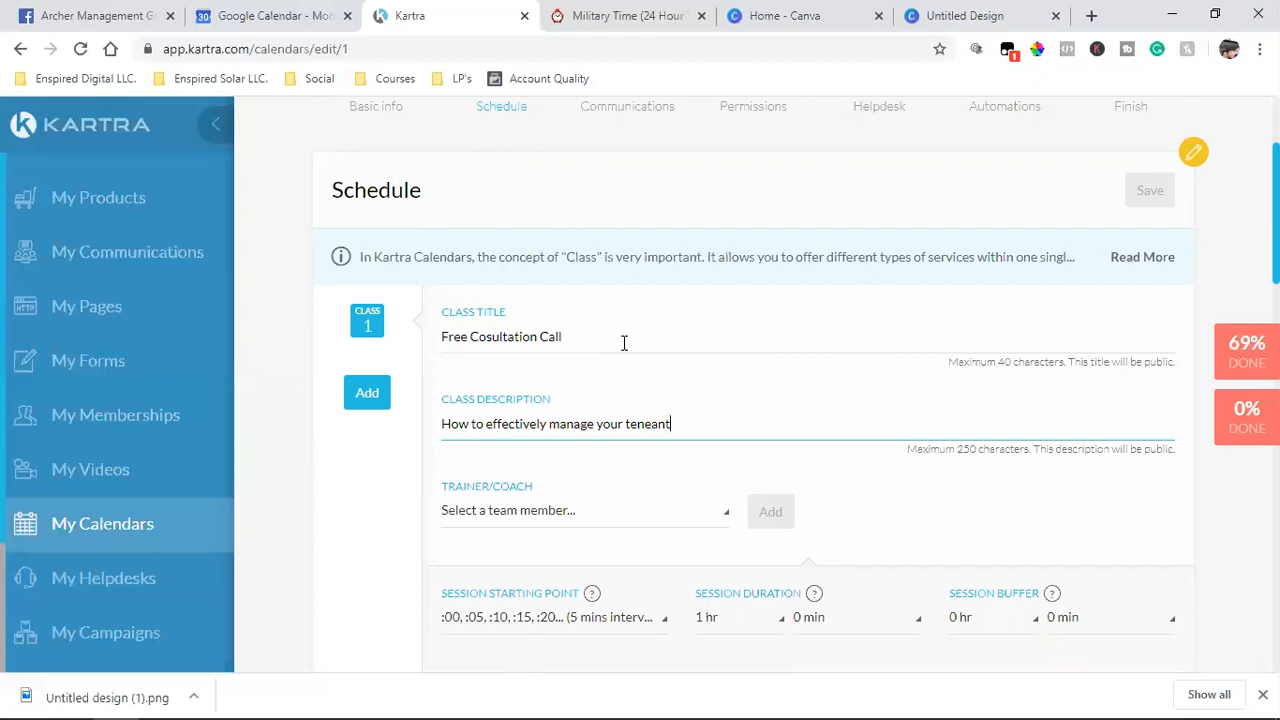 Archer Management G
Google Calendar - Mon
Kartra
Military Time (24 Hour
Home - Canva
Untitled Design
app.kartra.com/calendars/edit/1
1
Enspired Digital LLC.
Enspired Solar LLC.
Social
Courses
LP's
Account Quality
KARTRA
Basic info
Schedule
Communications
Permissions
Helpdesk
Automations
Finish
My Products
My Communications
My Pages
My Forms
My Memberships
My Videos
My Calendars
My Helpdesks
My Campaigns
Schedule
Save
In Kartra Calendars, the concept of "Class" is very important. It allows you to offer different types of services within one singl...
Read More
CLASS
1
Add
CLASS TITLE
Free Cosultation Call
Maximum 40 characters. This title will be public.
CLASS DESCRIPTION
How to effectively manage your teneant
Maximum 250 characters. This description will be public.
TRAINER/COACH
Select a team member...
Add
SESSION STARTING POINT ?
:00, :05, :10, :15, :20... (5 mins interv...
SESSION DURATION ?
1 hr
0 min
SESSION BUFFER ?
0 hr
0 min
69%
DONE
0%
DONE
Untitled design (1).png
Show all